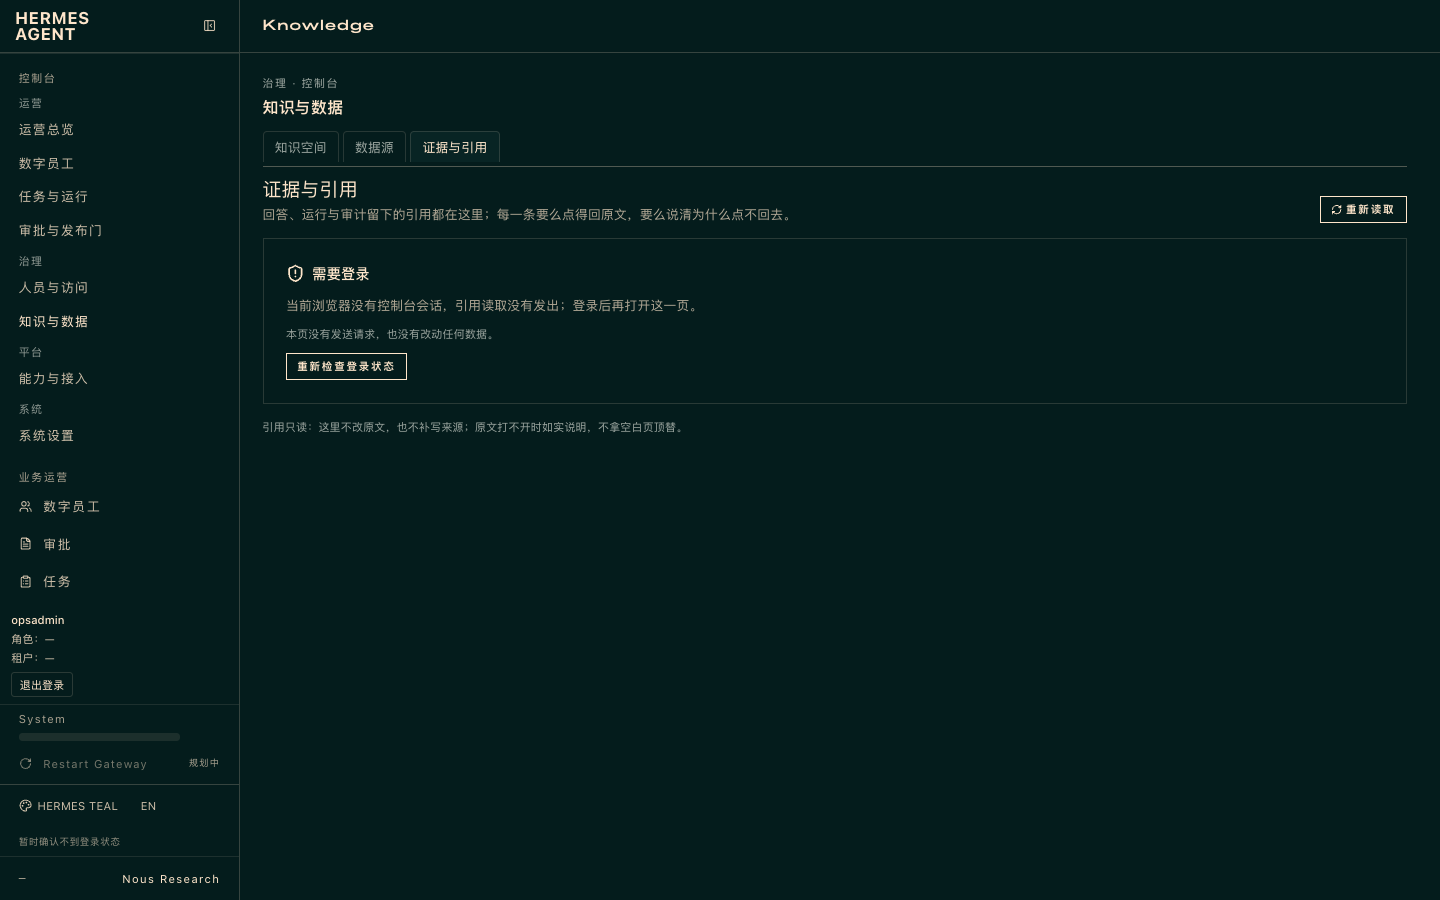 HERMES
AGENT
Knowledge
控制台
运营
运营总览
数字员工
任务与运行
审批与发布门
治理
人员与访问
知识与数据
平台
能力与接入
系统
系统设置
业务运营
数字员工
审批
任务
opsadmin
角色：—
租户：—
退出登录
System
Restart Gateway 规划中
HERMES TEAL EN
暂时确认不到登录状态
— Nous Research
治理 · 控制台
知识与数据
知识空间 数据源 证据与引用
证据与引用
回答、运行与审计留下的引用都在这里；每一条要么点得回原文，要么说清为什么点不回去。
重新读取
需要登录
当前浏览器没有控制台会话，引用读取没有发出；登录后再打开这一页。
本页没有发送请求，也没有改动任何数据。
重新检查登录状态
引用只读：这里不改原文，也不补写来源；原文打不开时如实说明，不拿空白页顶替。